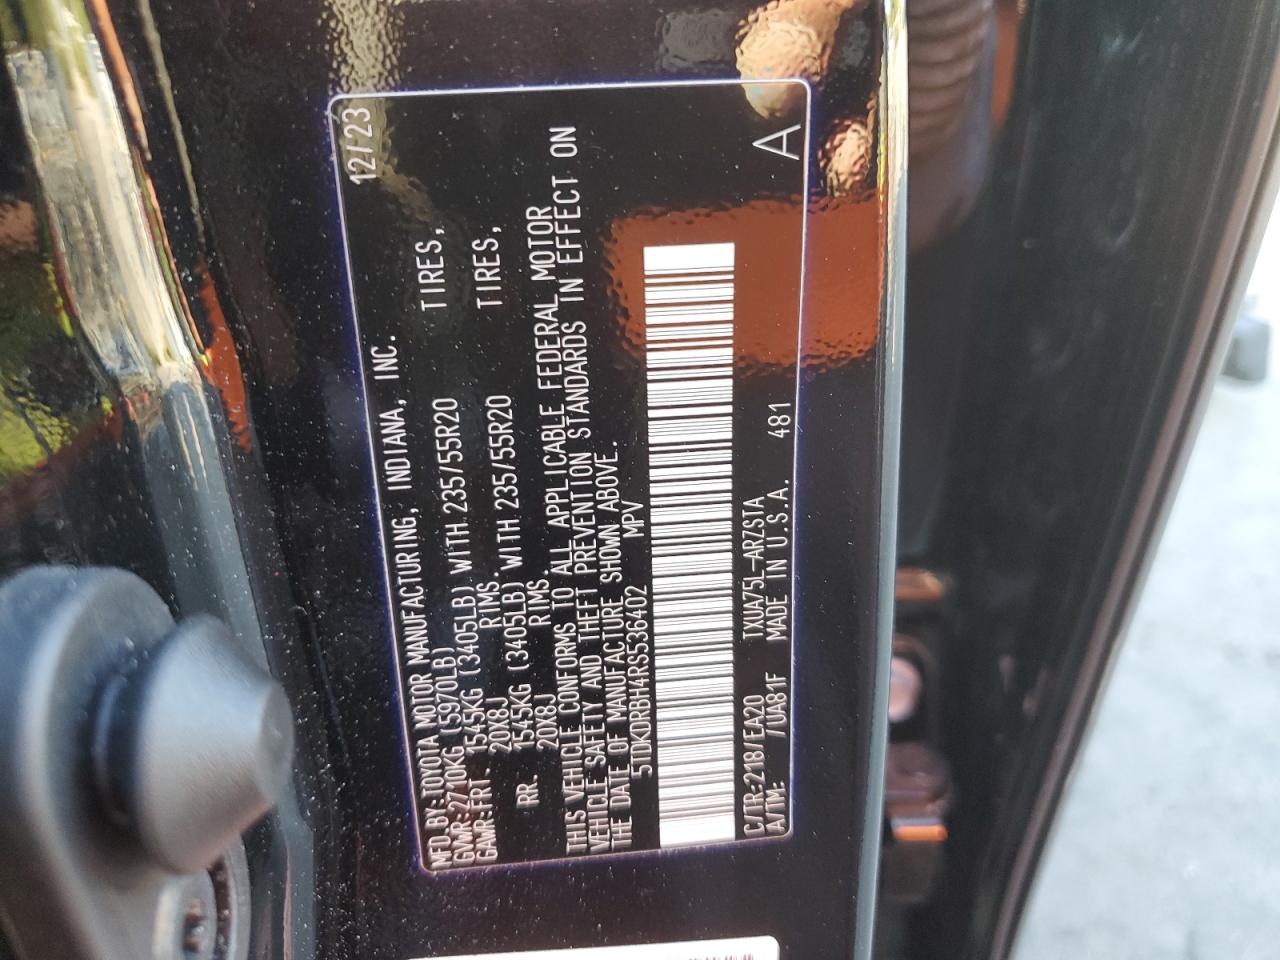 MFD.BY:TOYOTA MOTOR MANUFACTURING, INDIANA, INC. 12/23
GVWR:2710KG (5970LB)
GAWR:FRT. 1545KG (3405LB) WITH 235/55R20 TIRES,
20X8J RIMS.
RR. 1545KG (3405LB) WITH 235/55R20 TIRES,
20X8J RIMS
THIS VEHICLE CONFORMS TO ALL APPLICABLE FEDERAL MOTOR
VEHICLE SAFETY AND THEFT PREVENTION STANDARDS IN EFFECT ON
THE DATE OF MANUFACTURE SHOWN ABOVE.
5TDKDRBH4RS536402 MPV
C/TR:218/EA20 TXUA75L-ARZSTA
A/TM: /UA81F MADE IN U.S.A. 481 A